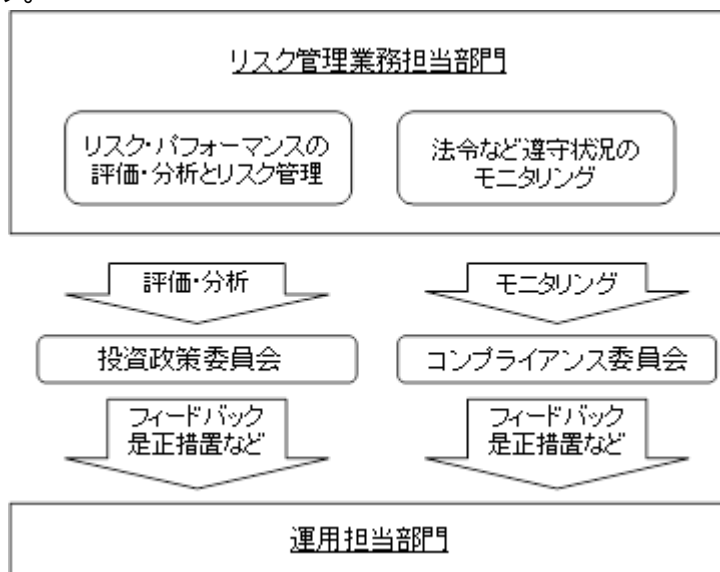 す。
リスク管理業務担当部門
リスク・パフォーマンスの
評価・分析とリスク管理
法令など遵守状況の
モニタリング
評価・分析
モニタリング
投資政策委員会
コンプライアンス委員会
フィードバック
是正措置など
フィードバック
是正措置など
運用担当部門